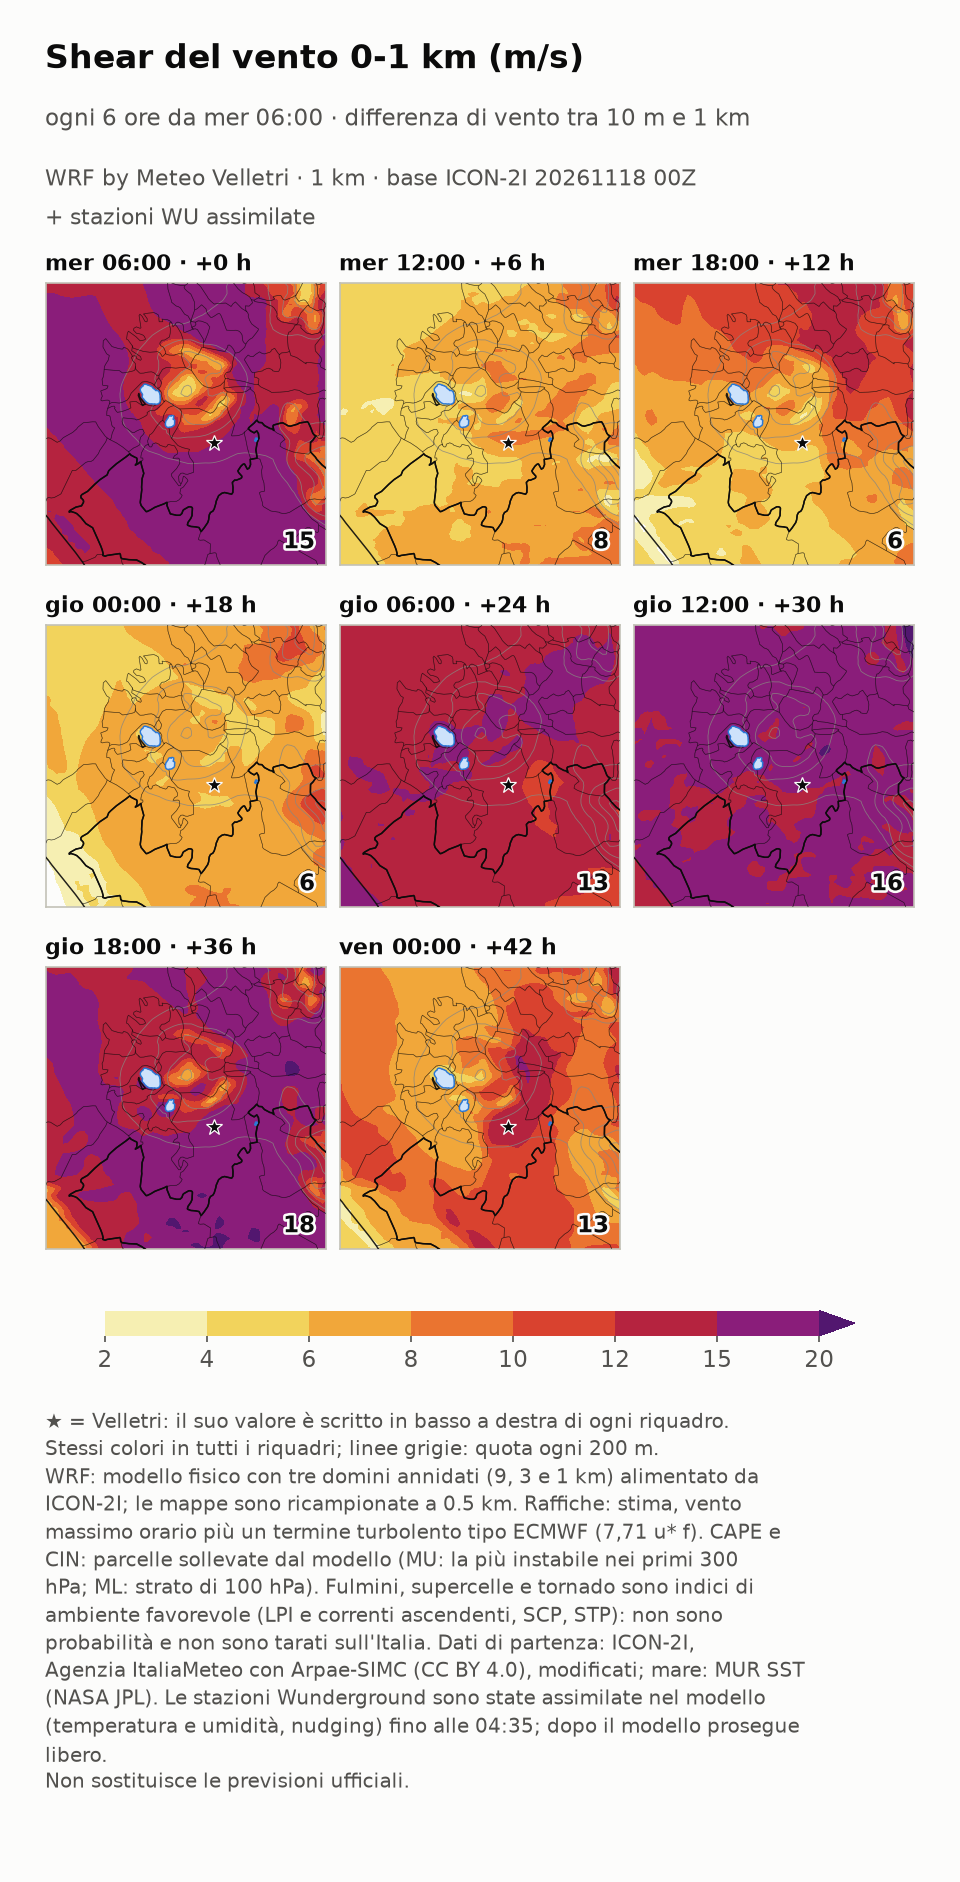 Shear del vento 0-1 km (m/s)
ogni 6 ore da mer 06:00 · differenza di vento tra 10 m e 1 km
WRF by Meteo Velletri · 1 km · base ICON-2I 20261118 00Z
+ stazioni WU assimilate
mer 06:00 · +0 h
mer 12:00 · +6 h
mer 18:00 · +12 h
15
8
6
gio 00:00 · +18 h
gio 06:00 · +24 h
gio 12:00 · +30 h
6
13
16
gio 18:00 · +36 h
ven 00:00 · +42 h
18
13
2 4 6 8 10 12 15 20
★ = Velletri: il suo valore è scritto in basso a destra di ogni riquadro.
Stessi colori in tutti i riquadri; linee grigie: quota ogni 200 m.
WRF: modello fisico con tre domini annidati (9, 3 e 1 km) alimentato da
ICON-2I; le mappe sono ricampionate a 0.5 km. Raffiche: stima, vento
massimo orario più un termine turbolento tipo ECMWF (7,71 u* f). CAPE e
CIN: parcelle sollevate dal modello (MU: la più instabile nei primi 300
hPa; ML: strato di 100 hPa). Fulmini, supercelle e tornado sono indici di
ambiente favorevole (LPI e correnti ascendenti, SCP, STP): non sono
probabilità e non sono tarati sull'Italia. Dati di partenza: ICON-2I,
Agenzia ItaliaMeteo con Arpae-SIMC (CC BY 4.0), modificati; mare: MUR SST
(NASA JPL). Le stazioni Wunderground sono state assimilate nel modello
(temperatura e umidità, nudging) fino alle 04:35; dopo il modello prosegue
libero.
Non sostituisce le previsioni ufficiali.